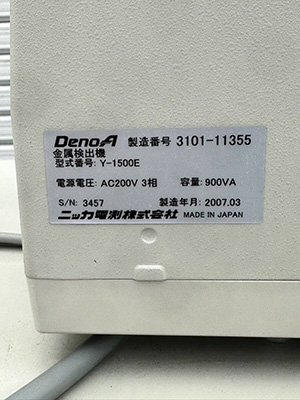 DenoA 製造番号 3101-11355
金属検出機
型式番号: Y-1500E
電源電圧: AC200V 3相 容量: 900VA
S/N: 3457 製造年月: 2007.03
ニッカ電測株式会社 MADE IN JAPAN